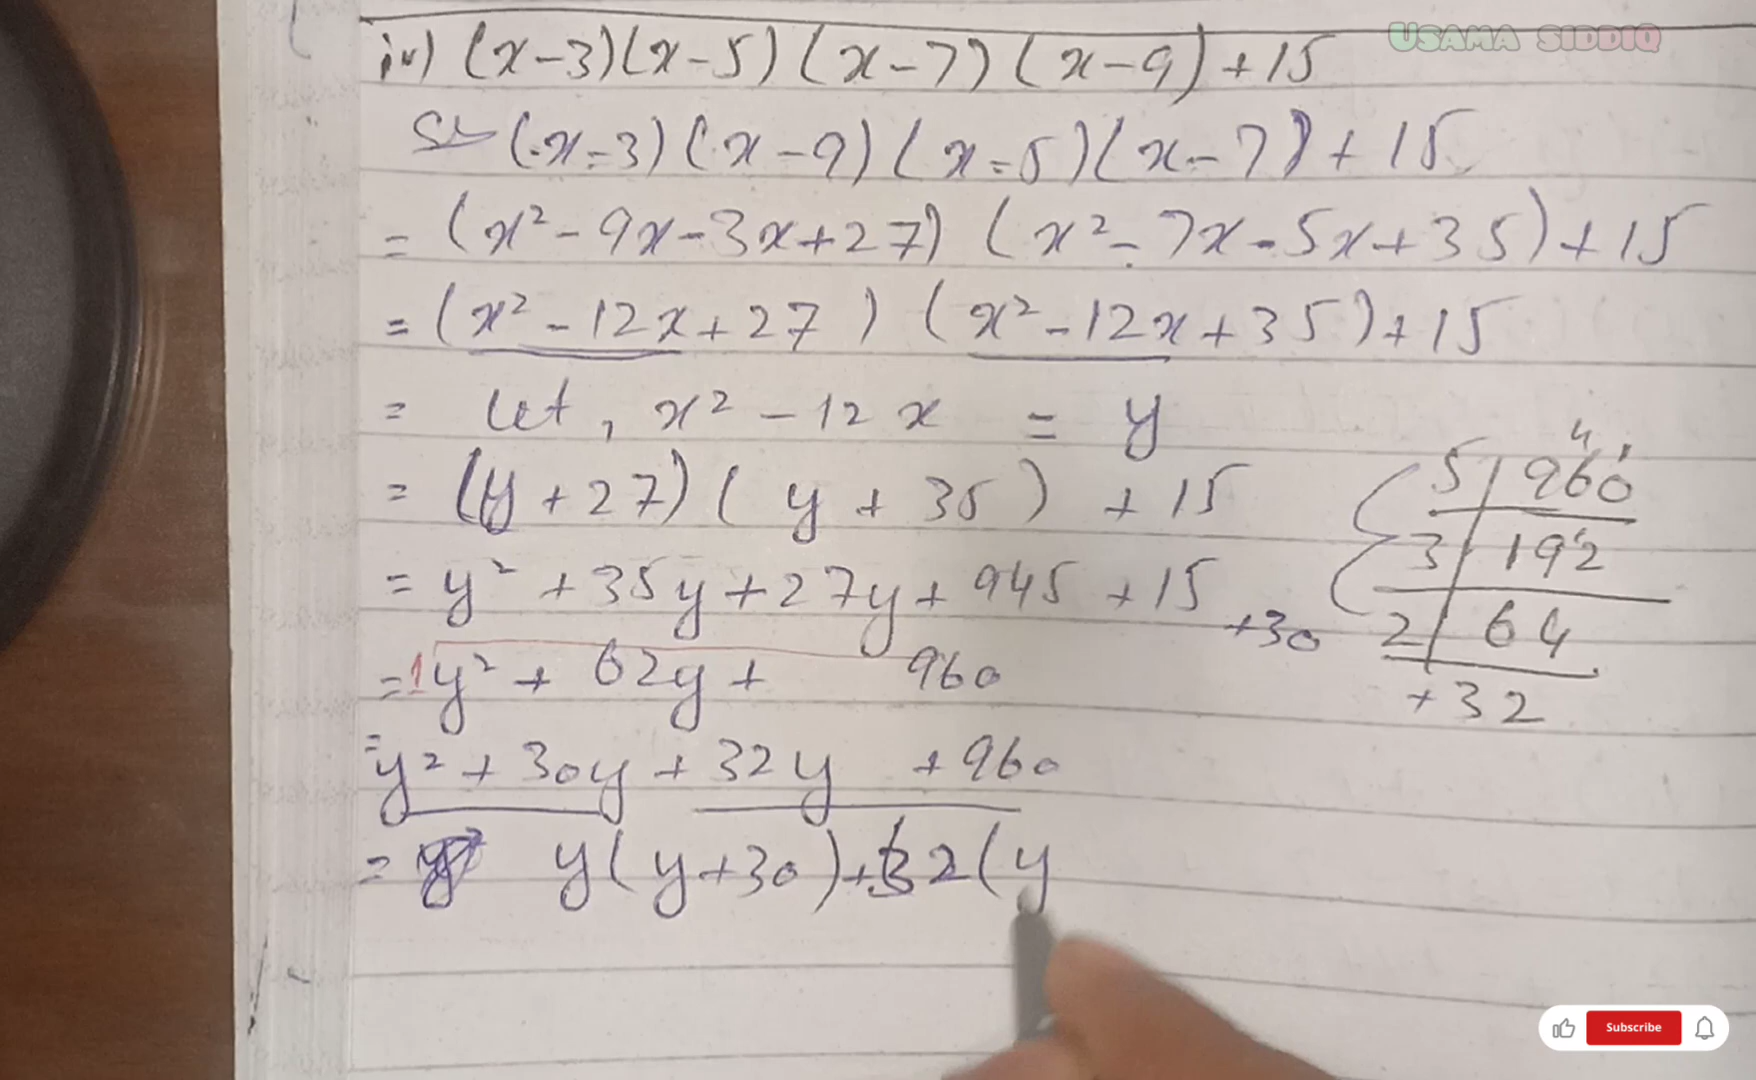 USAMA SIDDIQ
iv) (x-3)(x-5)(x-7)(x-9)+15
(x-3)(x-9)(x-5)(x-7)+15
= (x²-9x-3x+27) (x²-7x-5x+35)+15
= (x²-12x+27) (x²-12x+35)+15
= let, x²-12x = y
= (y+27)(y+35) +15
= y²+35y+27y+945+15
=1y²+62y+ 960
= y²+30y+32y +960
= y(y+30)+32(y
4 1
5 960
3 192
+30 2 64
+32
Subscribe